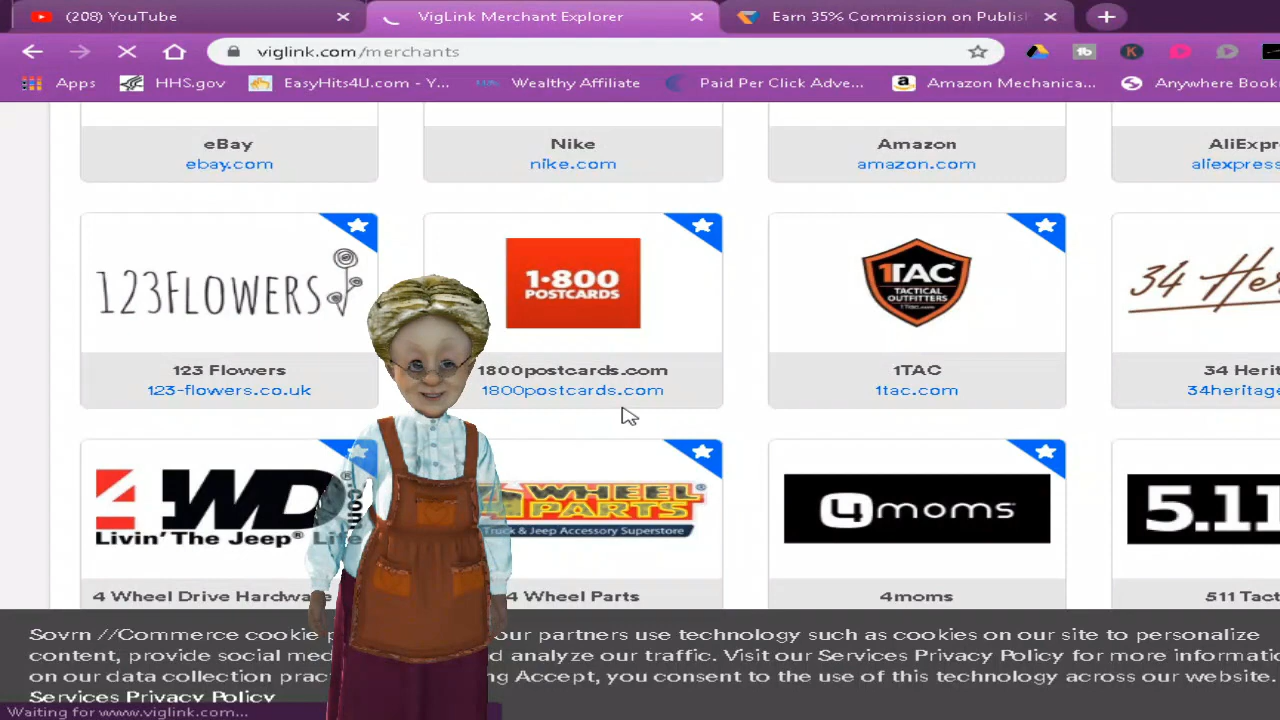 (208) YouTube
VigLink Merchant Explorer
Earn 35% Commission on Publish
viglink.com/merchants
Apps
HHS.gov
EasyHits4U.com - Y...
Wealthy Affiliate
Paid Per Click Adve...
Amazon Mechanica...
Anywhere Book
eBay
Nike
Amazon
AliExpr
ebay.com
nike.com
amazon.com
aliexpress
123FLOWERS
1·800
POSTCARDS
1TAC
TACTICAL
OUTFITTERS
1Tac.com
34 Her
123 Flowers
1800postcards.com
1TAC
34 Herit
123-flowers.co.uk
1800postcards.com
1tac.com
34heritage
4WD ®.com
Livin' The Jeep® Life
4 WHEEL PARTS®
Truck & Jeep Accessory Superstore
4moms
5.11
4 Wheel Drive Hardwa
4 Wheel Parts
4moms
511 Tact
Sovrn //Commerce cookie p our partners use technology such as cookies on our site to personalize
content, provide social med d analyze our traffic. Visit our Services Privacy Policy for more informati
on our data collection prac ng Accept, you consent to the use of this technology across our website.
Services Privacy Policy
Waiting for www.viglink.com...